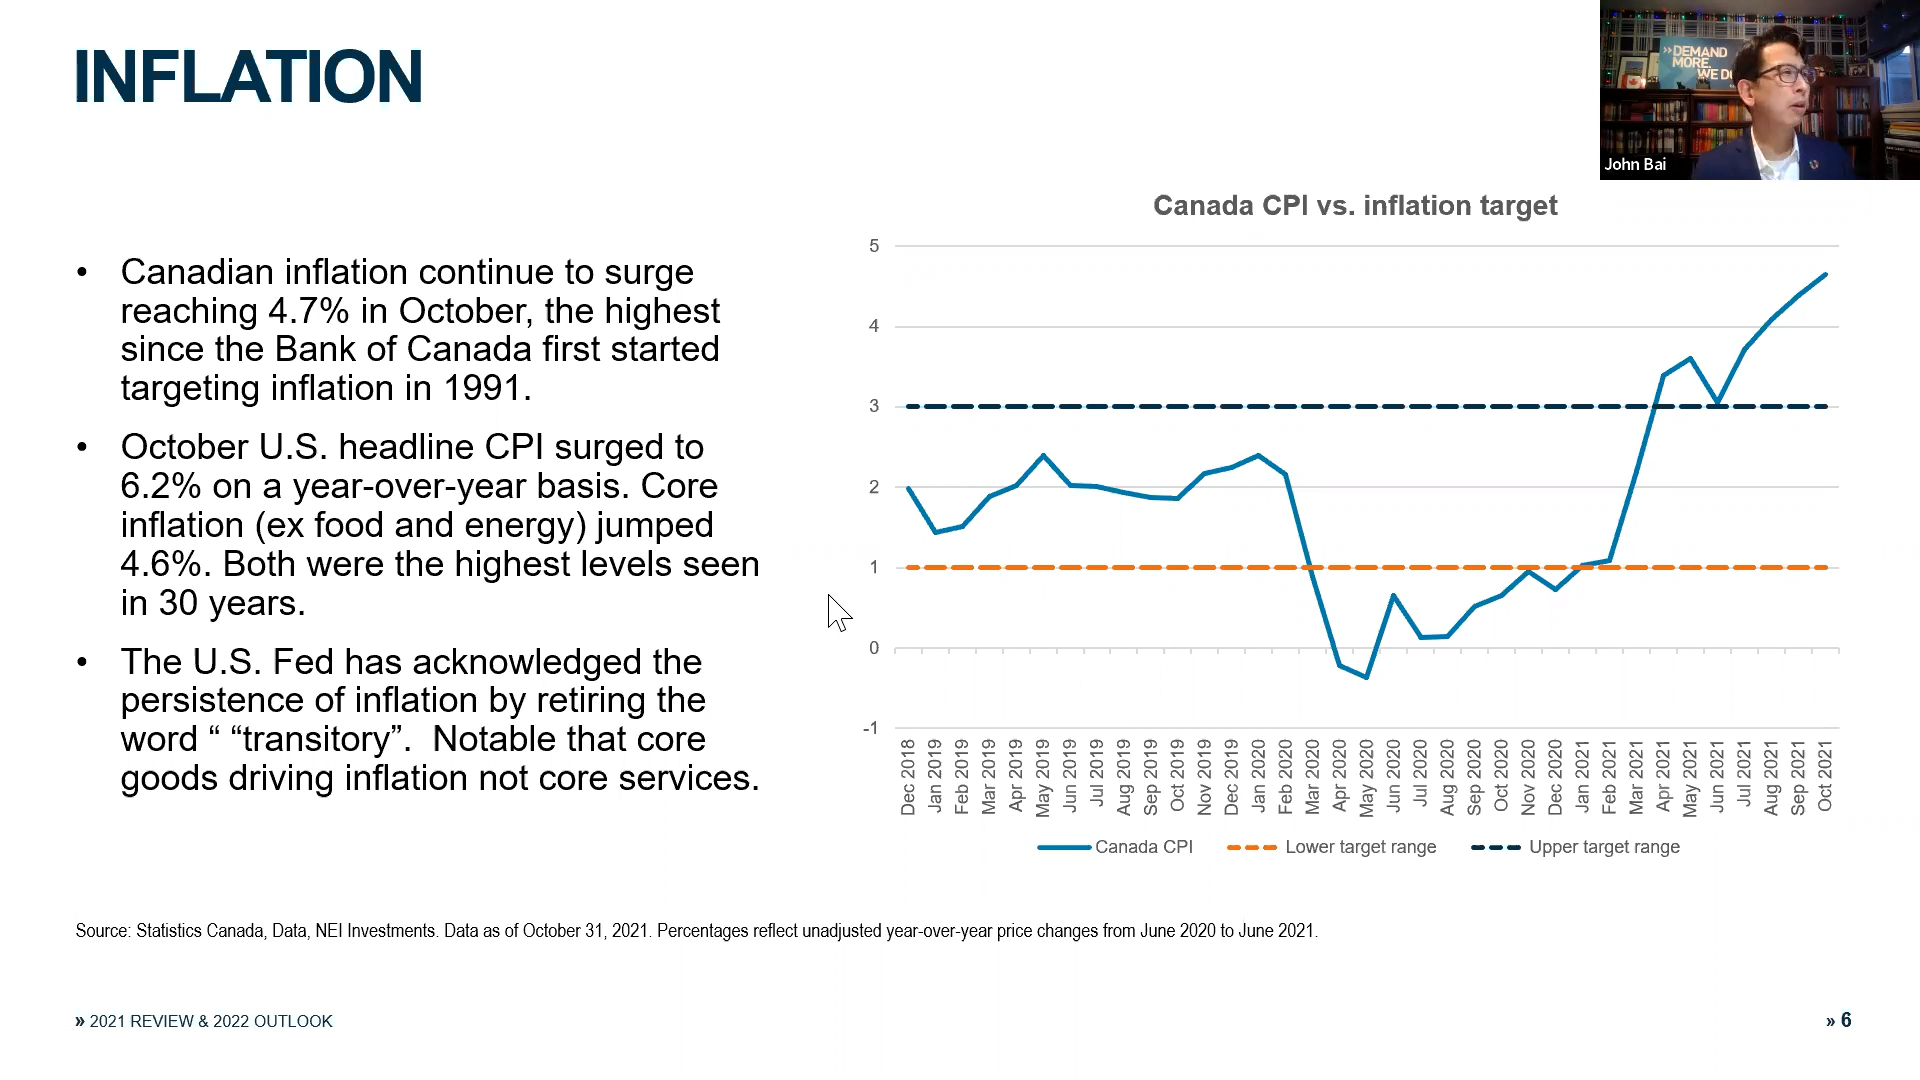 INFLATION
»DEMAND
MORE.
WE DO
John Bai
• Canadian inflation continue to surge
reaching 4.7% in October, the highest
since the Bank of Canada first started
targeting inflation in 1991.
• October U.S. headline CPI surged to
6.2% on a year-over-year basis. Core
inflation (ex food and energy) jumped
4.6%. Both were the highest levels seen
in 30 years.
• The U.S. Fed has acknowledged the
persistence of inflation by retiring the
word “ “transitory”.  Notable that core
goods driving inflation not core services.
Canada CPI vs. inflation target
5
4
3
2
1
0
-1
Dec 2018
Jan 2019
Feb 2019
Mar 2019
Apr 2019
May 2019
Jun 2019
Jul 2019
Aug 2019
Sep 2019
Oct 2019
Nov 2019
Dec 2019
Jan 2020
Feb 2020
Mar 2020
Apr 2020
May 2020
Jun 2020
Jul 2020
Aug 2020
Sep 2020
Oct 2020
Nov 2020
Dec 2020
Jan 2021
Feb 2021
Mar 2021
Apr 2021
May 2021
Jun 2021
Jul 2021
Aug 2021
Sep 2021
Oct 2021
Canada CPI
Lower target range
Upper target range
Source: Statistics Canada, Data, NEI Investments. Data as of October 31, 2021. Percentages reflect unadjusted year-over-year price changes from June 2020 to June 2021.
» 2021 REVIEW & 2022 OUTLOOK
» 6